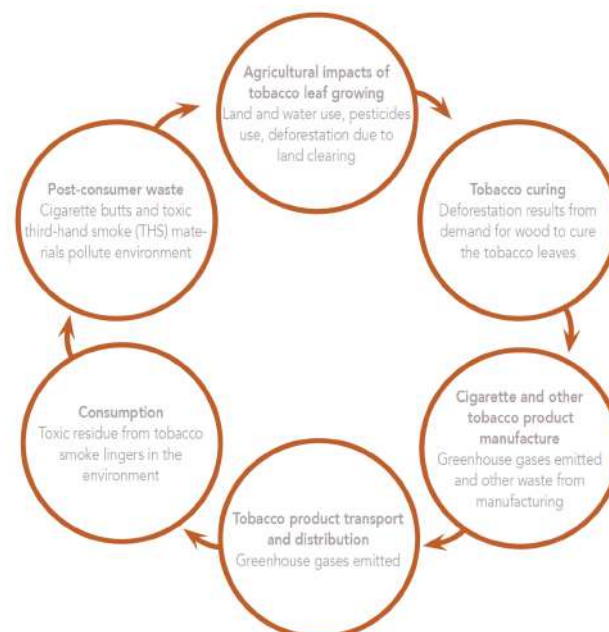 Agricultural impacts of
tobacco leaf growing
Land and water use, pesticides
use, deforestation due to
land clearing
Tobacco curing
Deforestation results from
demand for wood to cure
the tobacco leaves
Cigarette and other
tobacco product
manufacture
Greenhouse gases emitted
and other waste from
manufacturing
Tobacco product transport
and distribution
Greenhouse gases emitted
Consumption
Toxic residue from tobacco
smoke lingers in the
environment
Post-consumer waste
Cigarette butts and toxic
third-hand smoke (THS) mate-
rials pollute environment